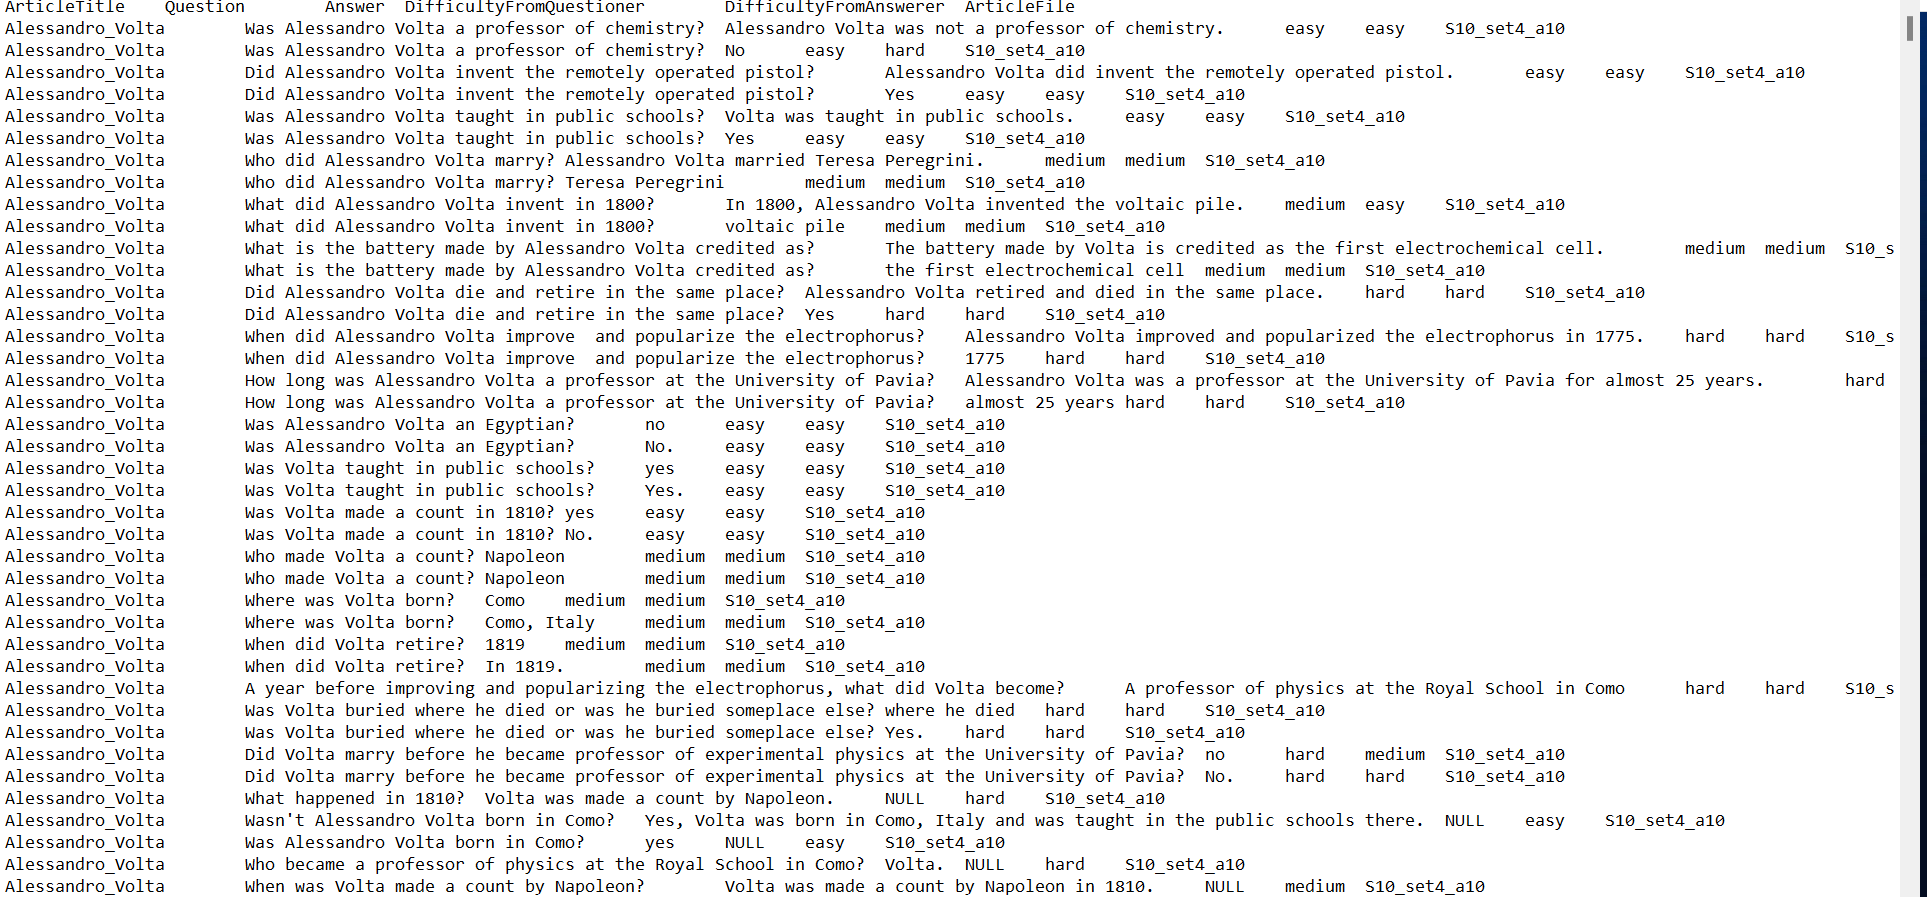 ArticleTitle	Question	Answer	DifficultyFromQuestioner	DifficultyFromAnswerer	ArticleFile
Alessandro_Volta	Was Alessandro Volta a professor of chemistry?	Alessandro Volta was not a professor of chemistry.	easy	easy	S10_set4_a10
Alessandro_Volta	Was Alessandro Volta a professor of chemistry?	No	easy	hard	S10_set4_a10
Alessandro_Volta	Did Alessandro Volta invent the remotely operated pistol?	Alessandro Volta did invent the remotely operated pistol.	easy	easy	S10_set4_a10
Alessandro_Volta	Did Alessandro Volta invent the remotely operated pistol?	Yes	easy	easy	S10_set4_a10
Alessandro_Volta	Was Alessandro Volta taught in public schools?	Volta was taught in public schools.	easy	easy	S10_set4_a10
Alessandro_Volta	Was Alessandro Volta taught in public schools?	Yes	easy	easy	S10_set4_a10
Alessandro_Volta	Who did Alessandro Volta marry?	Alessandro Volta married Teresa Peregrini.	medium	medium	S10_set4_a10
Alessandro_Volta	Who did Alessandro Volta marry?	Teresa Peregrini	medium	medium	S10_set4_a10
Alessandro_Volta	What did Alessandro Volta invent in 1800?	In 1800, Alessandro Volta invented the voltaic pile.	medium	easy	S10_set4_a10
Alessandro_Volta	What did Alessandro Volta invent in 1800?	voltaic pile	medium	medium	S10_set4_a10
Alessandro_Volta	What is the battery made by Alessandro Volta credited as?	The battery made by Volta is credited as the first electrochemical cell.	medium	medium	S10_s
Alessandro_Volta	What is the battery made by Alessandro Volta credited as?	the first electrochemical cell	medium	medium	S10_set4_a10
Alessandro_Volta	Did Alessandro Volta die and retire in the same place?	Alessandro Volta retired and died in the same place.	hard	hard	S10_set4_a10
Alessandro_Volta	Did Alessandro Volta die and retire in the same place?	Yes	hard	hard	S10_set4_a10
Alessandro_Volta	When did Alessandro Volta improve  and popularize the electrophorus?	Alessandro Volta improved and popularized the electrophorus in 1775.	hard	hard	S10_s
Alessandro_Volta	When did Alessandro Volta improve  and popularize the electrophorus?	1775	hard	hard	S10_set4_a10
Alessandro_Volta	How long was Alessandro Volta a professor at the University of Pavia?	Alessandro Volta was a professor at the University of Pavia for almost 25 years.	hard
Alessandro_Volta	How long was Alessandro Volta a professor at the University of Pavia?	almost 25 years	hard	hard	S10_set4_a10
Alessandro_Volta	Was Alessandro Volta an Egyptian?	no	easy	easy	S10_set4_a10
Alessandro_Volta	Was Alessandro Volta an Egyptian?	No.	easy	easy	S10_set4_a10
Alessandro_Volta	Was Volta taught in public schools?	yes	easy	easy	S10_set4_a10
Alessandro_Volta	Was Volta taught in public schools?	Yes.	easy	easy	S10_set4_a10
Alessandro_Volta	Was Volta made a count in 1810?	yes	easy	easy	S10_set4_a10
Alessandro_Volta	Was Volta made a count in 1810?	No.	easy	easy	S10_set4_a10
Alessandro_Volta	Who made Volta a count?	Napoleon	medium	medium	S10_set4_a10
Alessandro_Volta	Who made Volta a count?	Napoleon	medium	medium	S10_set4_a10
Alessandro_Volta	Where was Volta born?	Como	medium	medium	S10_set4_a10
Alessandro_Volta	Where was Volta born?	Como, Italy	medium	medium	S10_set4_a10
Alessandro_Volta	When did Volta retire?	1819	medium	medium	S10_set4_a10
Alessandro_Volta	When did Volta retire?	In 1819.	medium	medium	S10_set4_a10
Alessandro_Volta	A year before improving and popularizing the electrophorus, what did Volta become?	A professor of physics at the Royal School in Como	hard	hard	S10_s
Alessandro_Volta	Was Volta buried where he died or was he buried someplace else?	where he died	hard	hard	S10_set4_a10
Alessandro_Volta	Was Volta buried where he died or was he buried someplace else?	Yes.	hard	hard	S10_set4_a10
Alessandro_Volta	Did Volta marry before he became professor of experimental physics at the University of Pavia?	no	hard	medium	S10_set4_a10
Alessandro_Volta	Did Volta marry before he became professor of experimental physics at the University of Pavia?	No.	hard	hard	S10_set4_a10
Alessandro_Volta	What happened in 1810?	Volta was made a count by Napoleon.	NULL	hard	S10_set4_a10
Alessandro_Volta	Wasn't Alessandro Volta born in Como?	Yes, Volta was born in Como, Italy and was taught in the public schools there.	NULL	easy	S10_set4_a10
Alessandro_Volta	Was Alessandro Volta born in Como?	yes	NULL	easy	S10_set4_a10
Alessandro_Volta	Who became a professor of physics at the Royal School in Como?	Volta.	NULL	hard	S10_set4_a10
Alessandro_Volta	When was Volta made a count by Napoleon?	Volta was made a count by Napoleon in 1810.	NULL	medium	S10_set4_a10